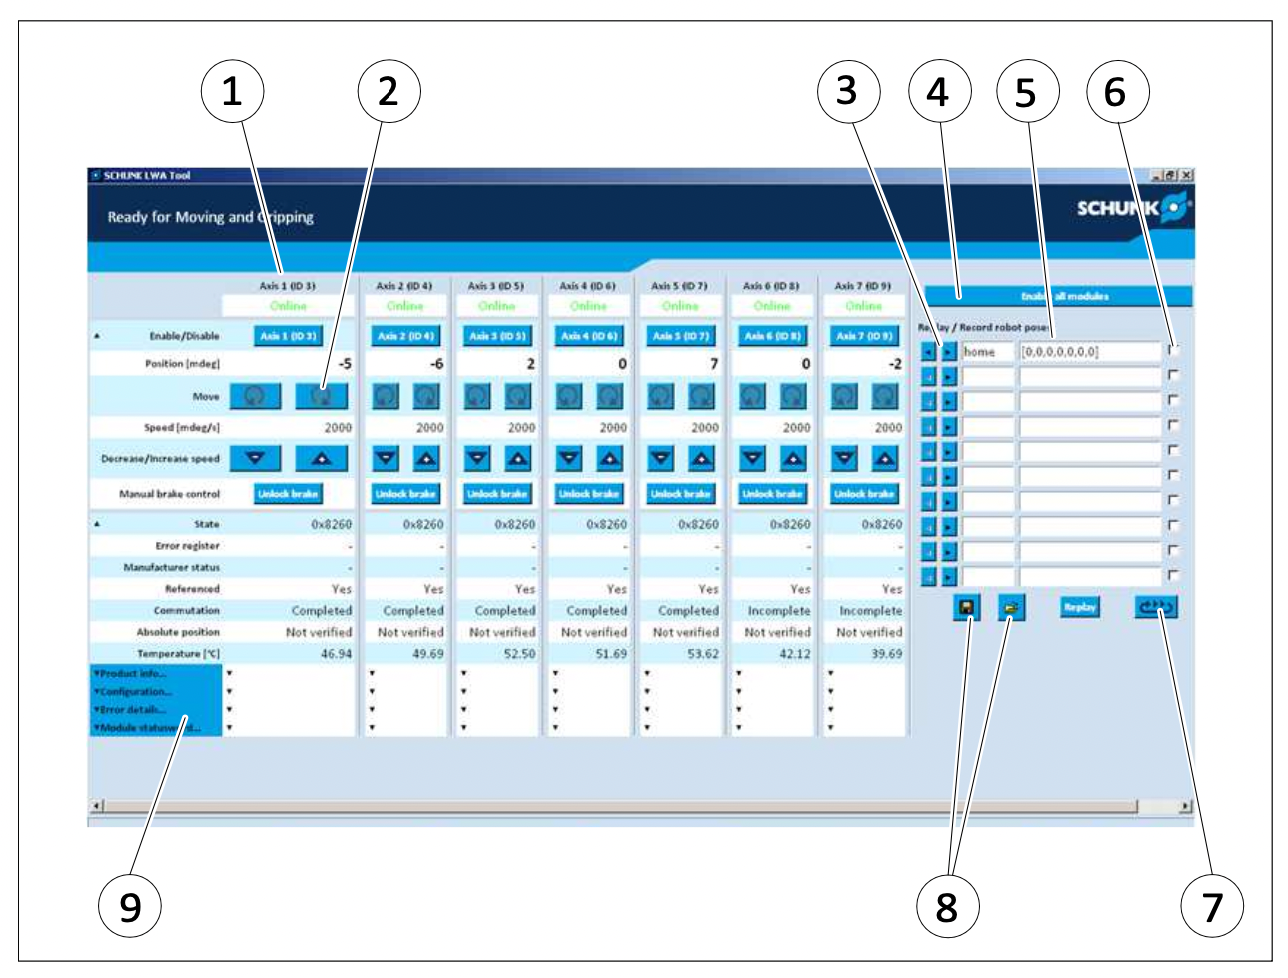 1 2 3 4 5 6
SCHUNK LWA Tool
Ready for Moving and Gripping
SCHUNK
Axis 1 (ID 3) Axis 2 (ID 4) Axis 3 (ID 5) Axis 4 (ID 6) Axis 5 (ID 7) Axis 6 (ID 8) Axis 7 (ID 9)
Online Online Online Online Online Online Online
Enable all modules
Replay / Record robot poses
Enable/Disable Axis 1 (ID 3) Axis 2 (ID 4) Axis 3 (ID 5) Axis 4 (ID 6) Axis 5 (ID 7) Axis 6 (ID 8) Axis 7 (ID 9)
home [0,0,0,0,0,0,0]
Position [mdeg] -5 -6 2 0 7 0 -2
Move
Speed [mdeg/s] 2000 2000 2000 2000 2000 2000 2000
Decrease/Increase speed
Manual brake control Unlock brake Unlock brake Unlock brake Unlock brake Unlock brake Unlock brake Unlock brake
State 0x8260 0x8260 0x8260 0x8260 0x8260 0x8260 0x8260
Error register - - - - - - -
Manufacturer status - - - - - - -
Referenced Yes Yes Yes Yes Yes Yes Yes
Commutation Completed Completed Completed Completed Completed Incomplete Incomplete
Replay
Absolute position Not verified Not verified Not verified Not verified Not verified Not verified Not verified
Temperature [°C] 46.94 49.69 52.50 51.69 53.62 42.12 39.69
Product info...
Configuration...
Error details...
Module statusword...
9 8 7